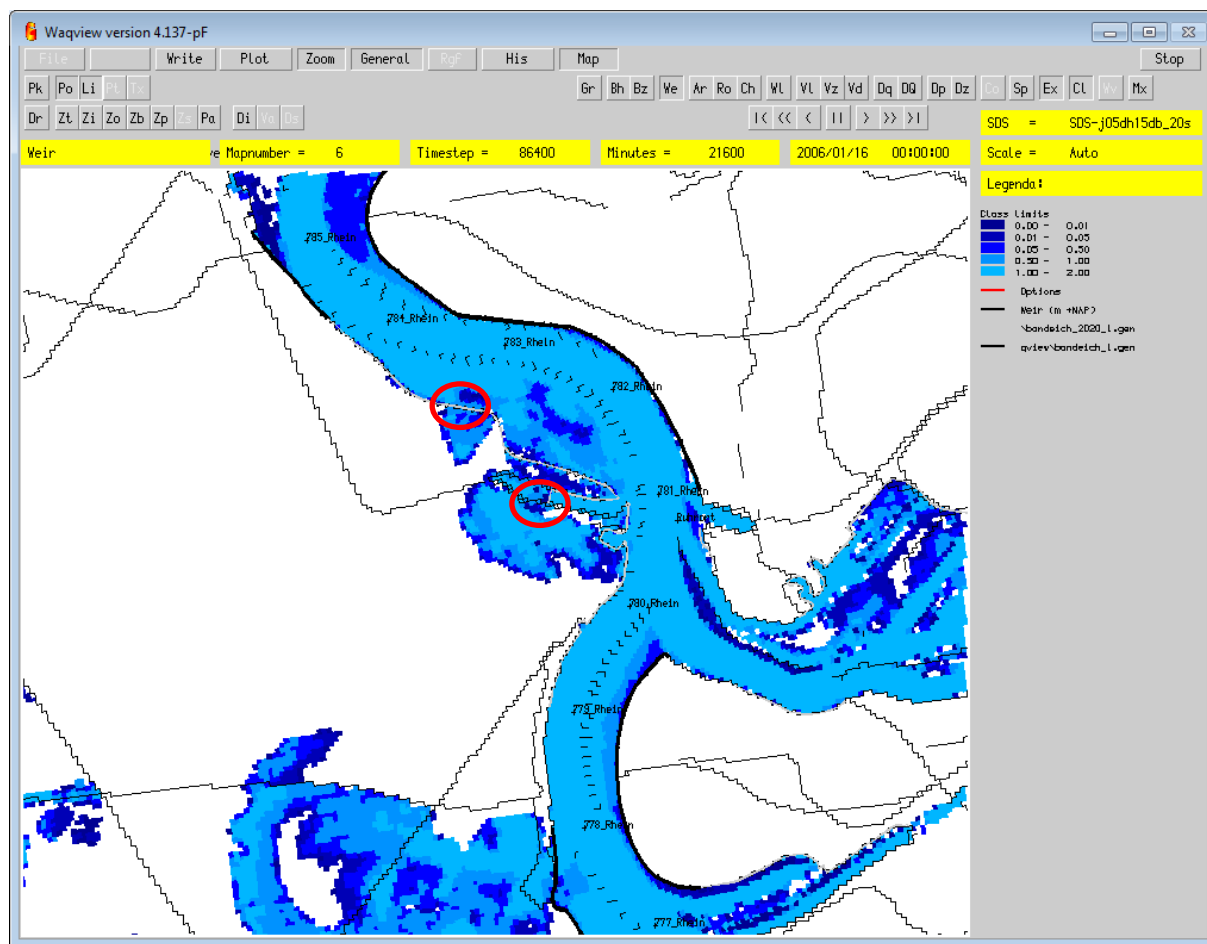 Waqview version 4.137-pF
File Write Plot Zoom General RgF His Map Stop
Pk Po Li Pt Tx Gr Bh Bz We Ar Ro Ch Wl Vl Vz Vd Dq DQ Dp Dz Co Sp Ex Cl Wv Mx
Dr Zt Zi Zo Zb Zp Zs Pa Di Va Ds |< << < || > >> >|
SDS = SDS-j05dh15db_20s
Weir Mapnumber = 6 Timestep = 86400 Minutes = 21600 2006/01/16 00:00:00 Scale = Auto
Legenda:
Class limits
0.00 - 0.01
0.01 - 0.05
0.05 - 0.50
0.50 - 1.00
1.00 - 2.00
Options
Weir (m +NAP)
\bandeich_2020_l.gen
qview\bandeich_l.gen
785_Rhein
784_Rhein
783_Rhein
782_Rhein
781_Rhein
780_Rhein
779_Rhein
778_Rhein
777_Rhein